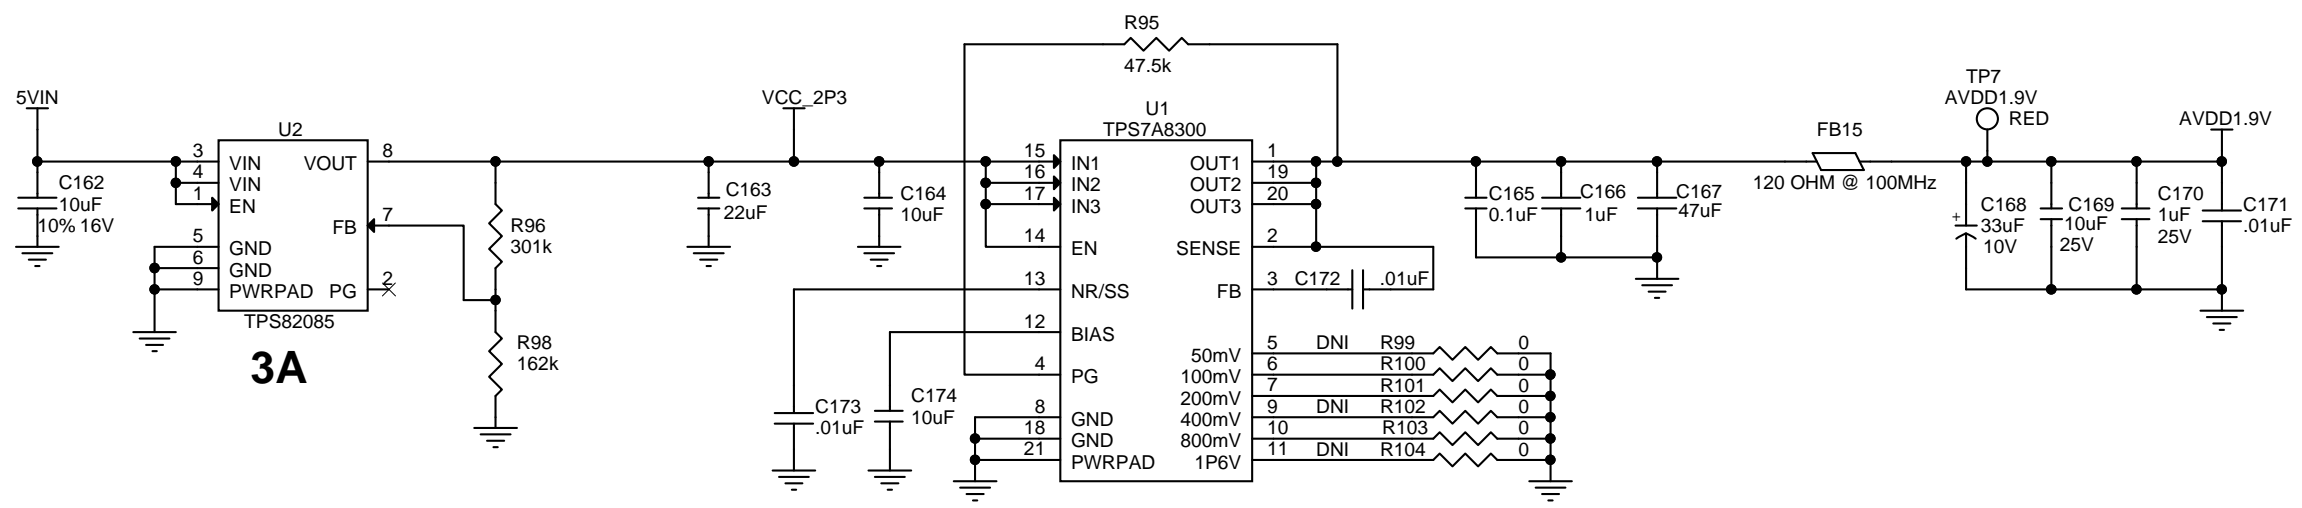 R95
47.5k
5VIN
VCC_2P3
U2
3 VIN VOUT 8
4 VIN
1 EN
FB 7
5 GND
6 GND
9 PWRPAD PG 2
TPS82085
3A
C162
10uF
10% 16V
R96
301k
R98
162k
C163
22uF
C164
10uF
U1
TPS7A8300
15 IN1 OUT1 1
16 IN2 OUT2 19
17 IN3 OUT3 20
14 EN SENSE 2
13 NR/SS FB 3
12 BIAS
4 PG
8 GND
18 GND
21 PWRPAD
C172 .01uF
50mV 5 DNI R99 0
100mV 6 R100 0
200mV 7 R101 0
400mV 9 DNI R102 0
800mV 10 R103 0
1P6V 11 DNI R104 0
C173
.01uF
C174
10uF
C165
0.1uF
C166
1uF
C167
47uF
FB15
120 OHM @ 100MHz
TP7
AVDD1.9V
RED
AVDD1.9V
+
C168
33uF
10V
C169
10uF
25V
C170
1uF
25V
C171
.01uF